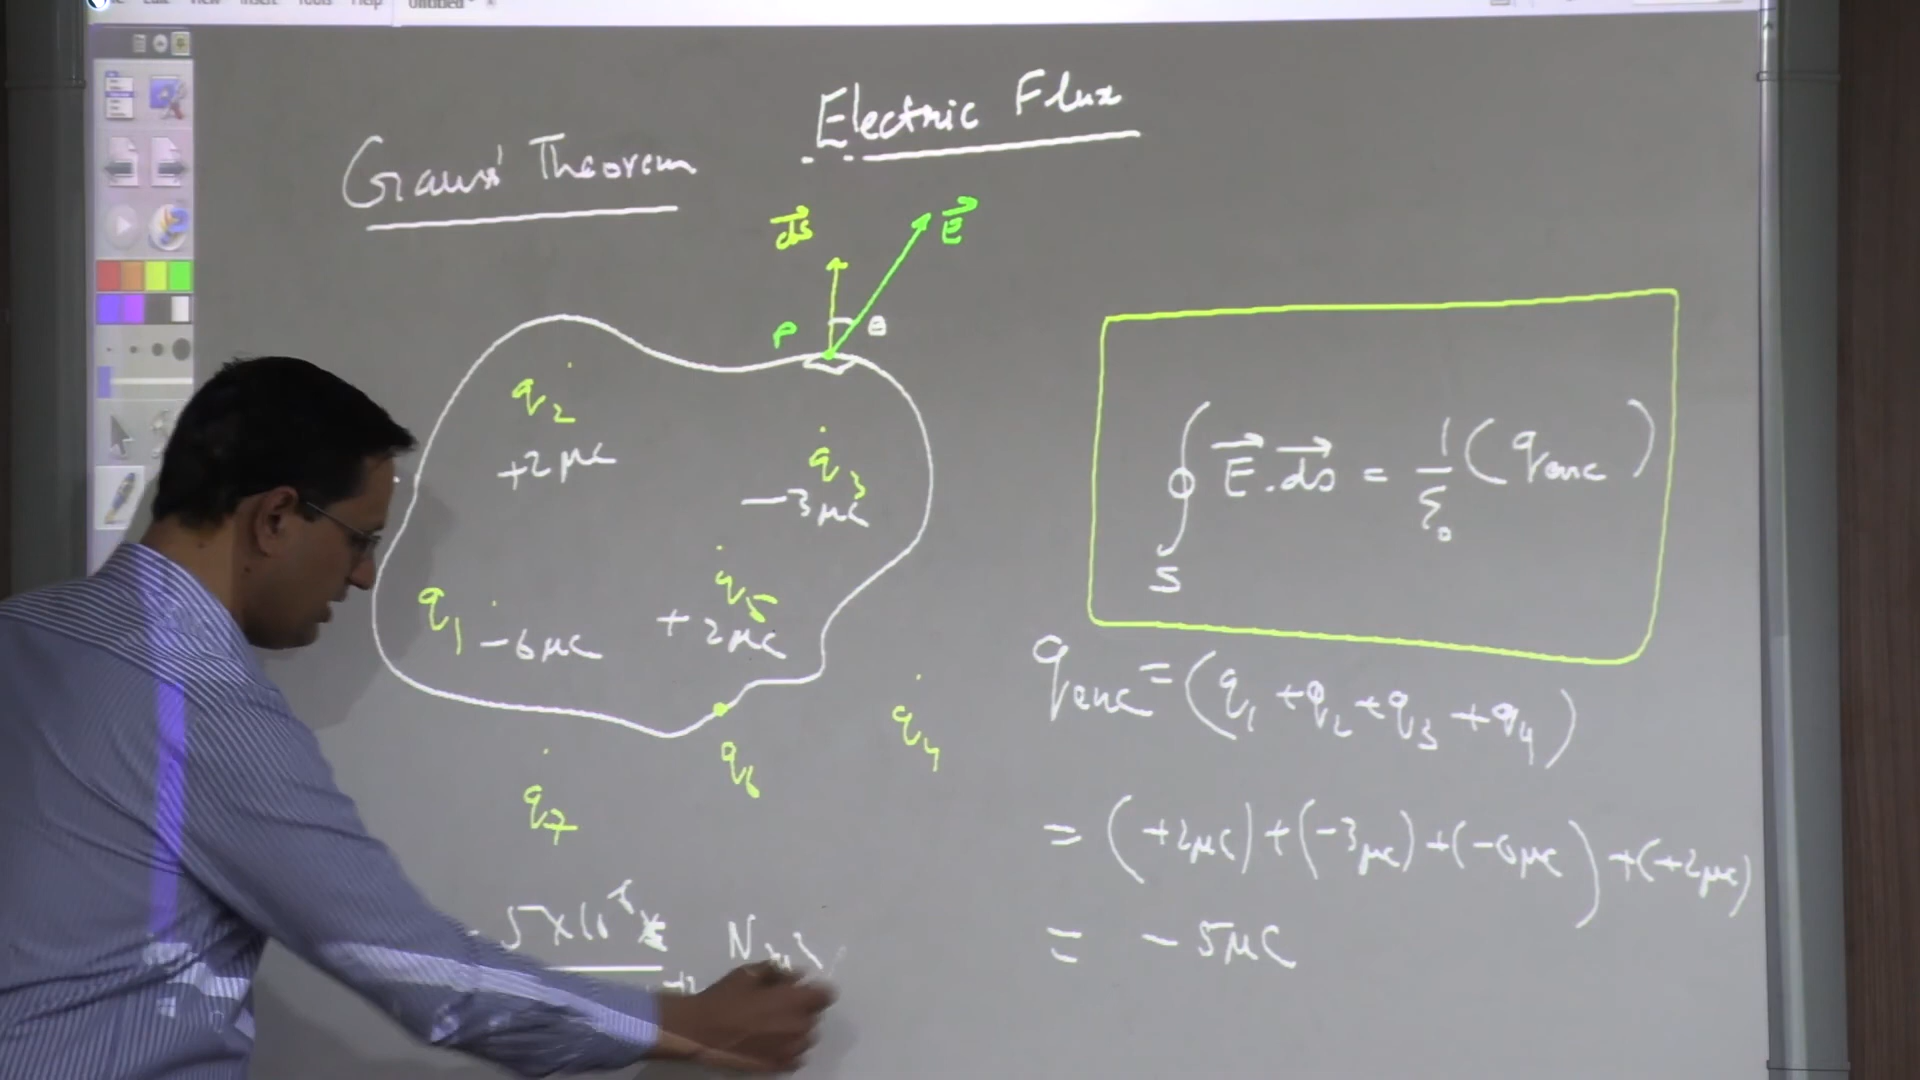 Untitled
Electric Flux
Gauss' Theorem
ds
E
P
θ
q2
+2μC
q3
-3μC
q1 -6μC
q5
+2μC
q6
q4
q7
∮ E.ds = 1/ε0 (qenc)
S
qenc = (q1 + q2 + q3 + q4)
= (+2μC) + (-3μC) + (-6μC) + (+2μC)
= -5μC